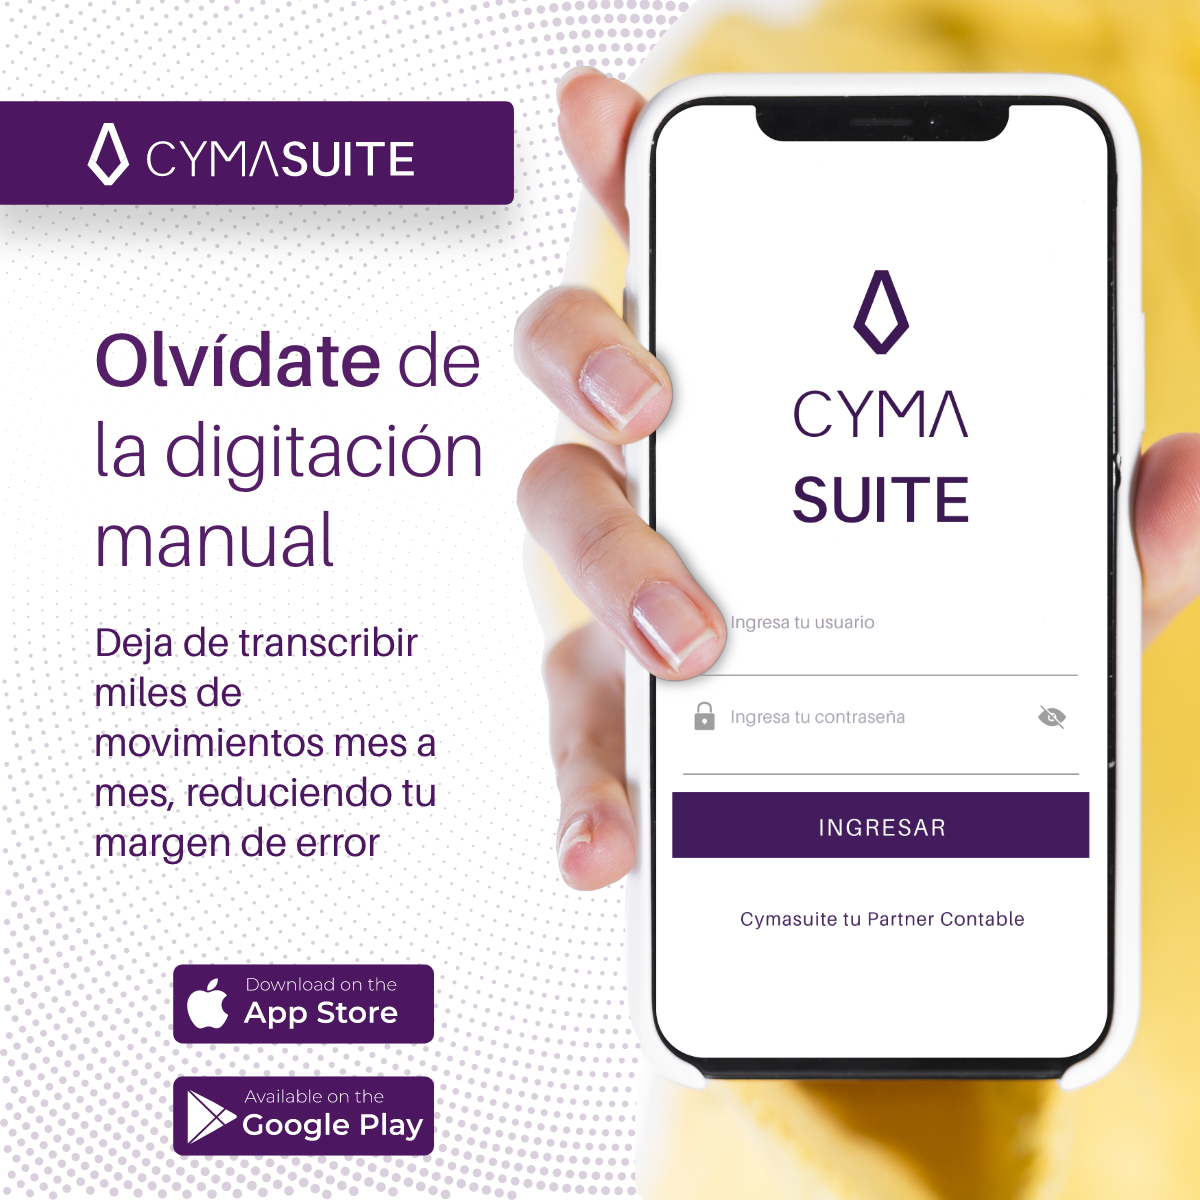 CYMASUITE
Olvídate de
la digitación
manual
Deja de transcribir
miles de
movimientos mes a
mes, reduciendo tu
margen de error
Download on the
App Store
Available on the
Google Play
CYMA
SUITE
Ingresa tu usuario
Ingresa tu contraseña
INGRESAR
Cymasuite tu Partner Contable